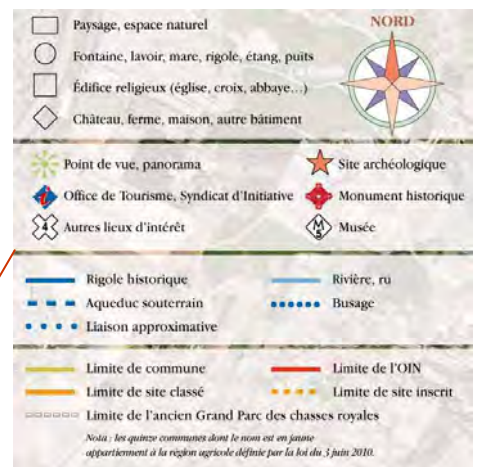 NORD
Paysage, espace naturel
Fontaine, lavoir, mare, rigole, étang, puits
Édifice religieux (église, croix, abbaye…)
Château, ferme, maison, autre bâtiment
Point de vue, panorama
Site archéologique
i Office de Tourisme, Syndicat d'Initiative
Monument historique
4 Autres lieux d'intérêt
M 5 Musée
Rigole historique
Rivière, ru
Aqueduc souterrain
Busage
Liaison approximative
Limite de commune
Limite de l'OIN
Limite de site classé
Limite de site inscrit
Limite de l'ancien Grand Parc des chasses royales
Nota : les quinze communes dont le nom est en jaune
appartiennent à la région agricole définie par la loi du 3 juin 2010.